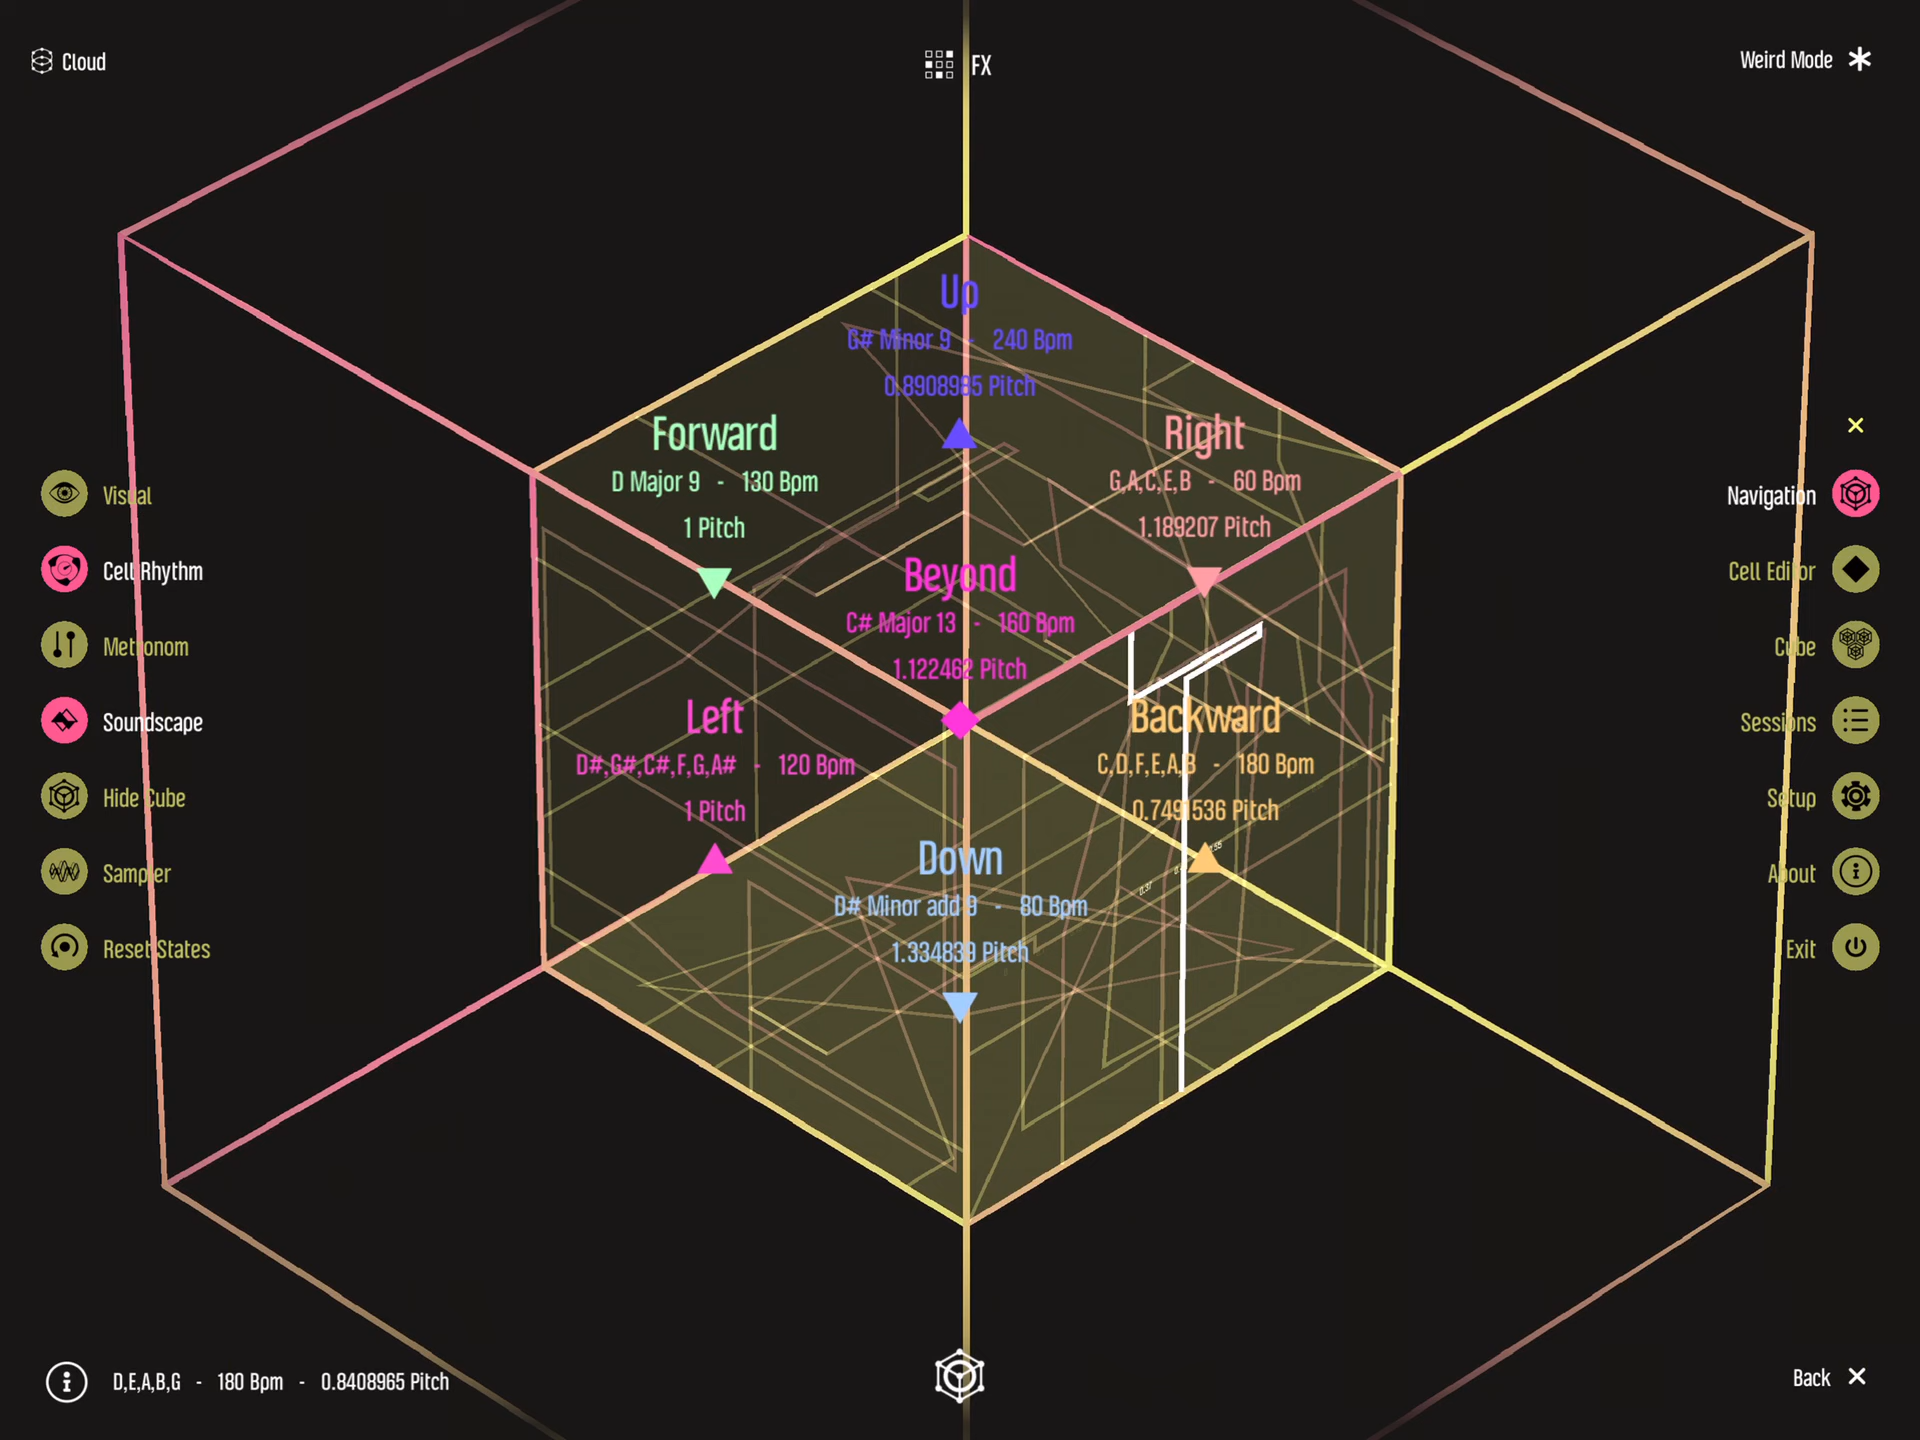 Cloud
FX
Weird Mode
Up
G# Minor 9 - 240 Bpm
0.8908985 Pitch
Forward
D Major 9 - 130 Bpm
1 Pitch
Right
G,A,C,E,B - 60 Bpm
1.189207 Pitch
Beyond
C# Major 13 - 160 Bpm
1.122462 Pitch
Left
D#,G#,C#,F,G,A# - 120 Bpm
1 Pitch
Backward
C,D,F,E,A,B - 180 Bpm
0.7491536 Pitch
Down
D# Minor add 9 - 80 Bpm
1.334839 Pitch
0.37
Visual
Cell Rhythm
Metronom
Soundscape
Hide Cube
Sampler
Reset States
Navigation
Cell Editor
Cube
Sessions
Setup
About
Exit
D,E,A,B,G - 180 Bpm - 0.8408965 Pitch
Back